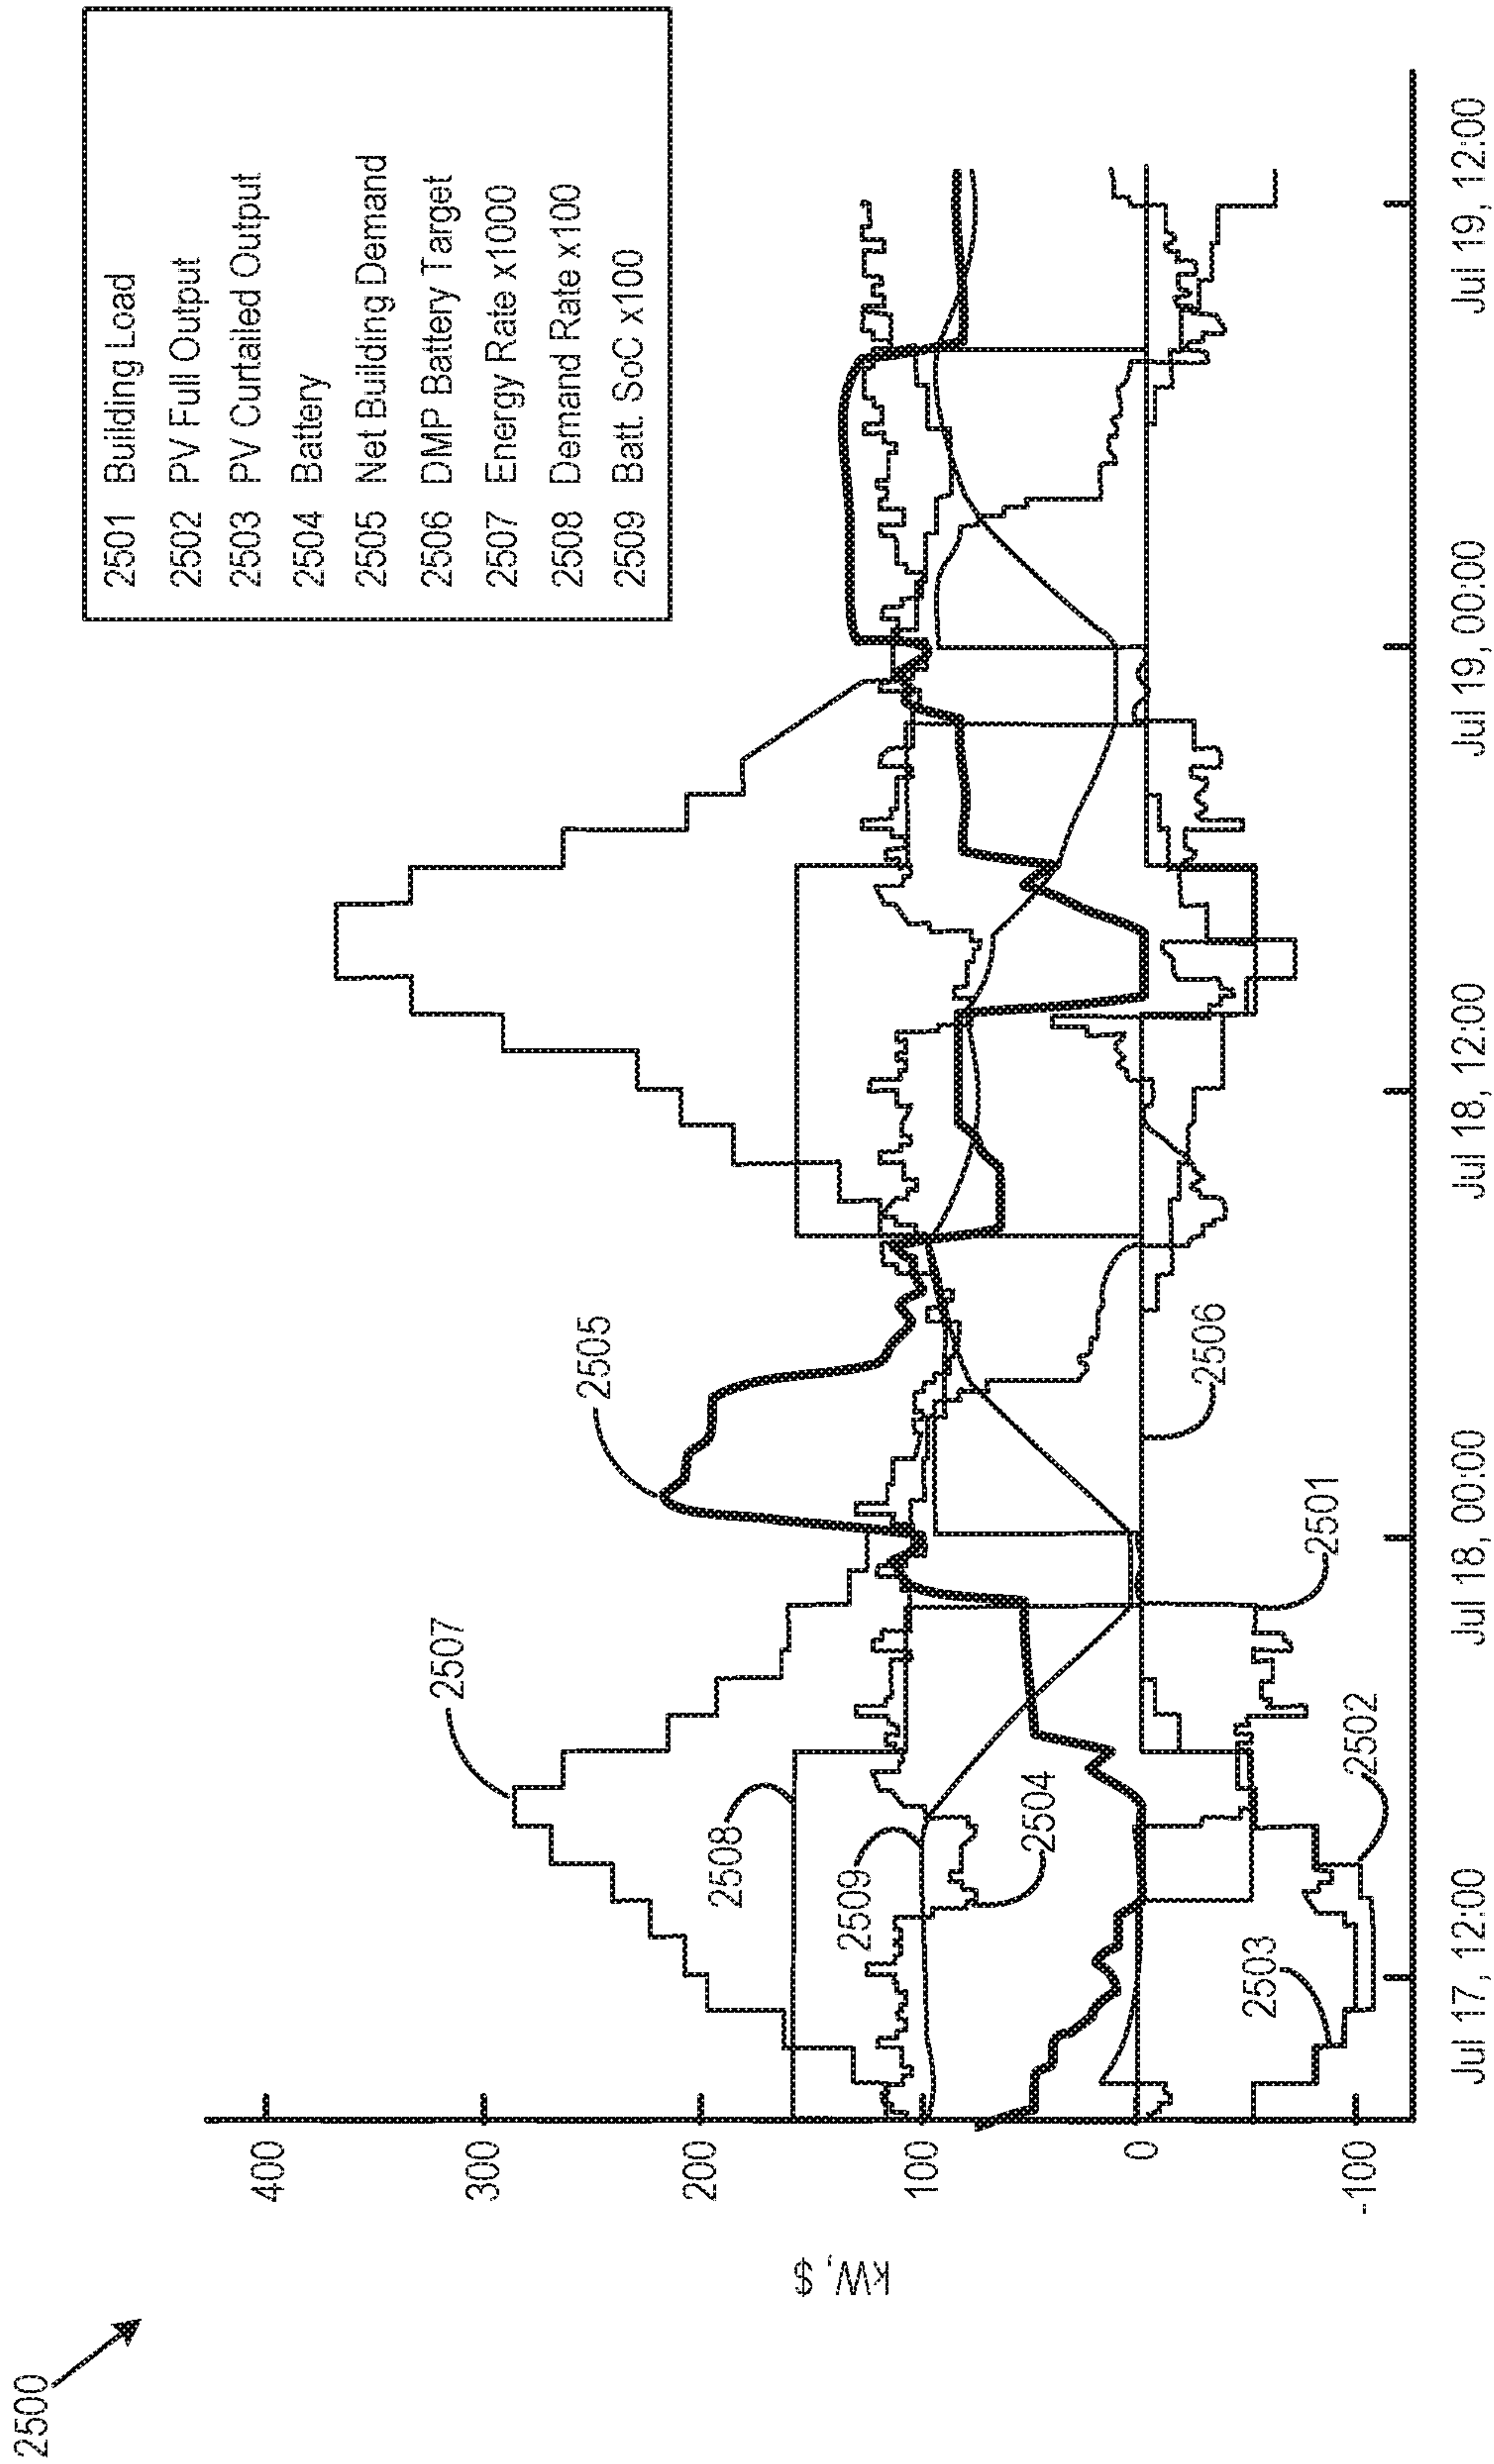 2500
2501 Building Load
2502 PV Full Output
2503 PV Curtailed Output
2504 Battery
2505 Net Building Demand
2506 DMP Battery Target
2507 Energy Rate x1000
2508 Demand Rate x100
2509 Batt. SoC x100
400
300
200
100
0
-100
kW, $
2507
2505
2508
2509
2504
2503
2502
2501
2506
Jul 17, 12:00
Jul 18, 00:00
Jul 18, 12:00
Jul 19, 00:00
Jul 19, 12:00